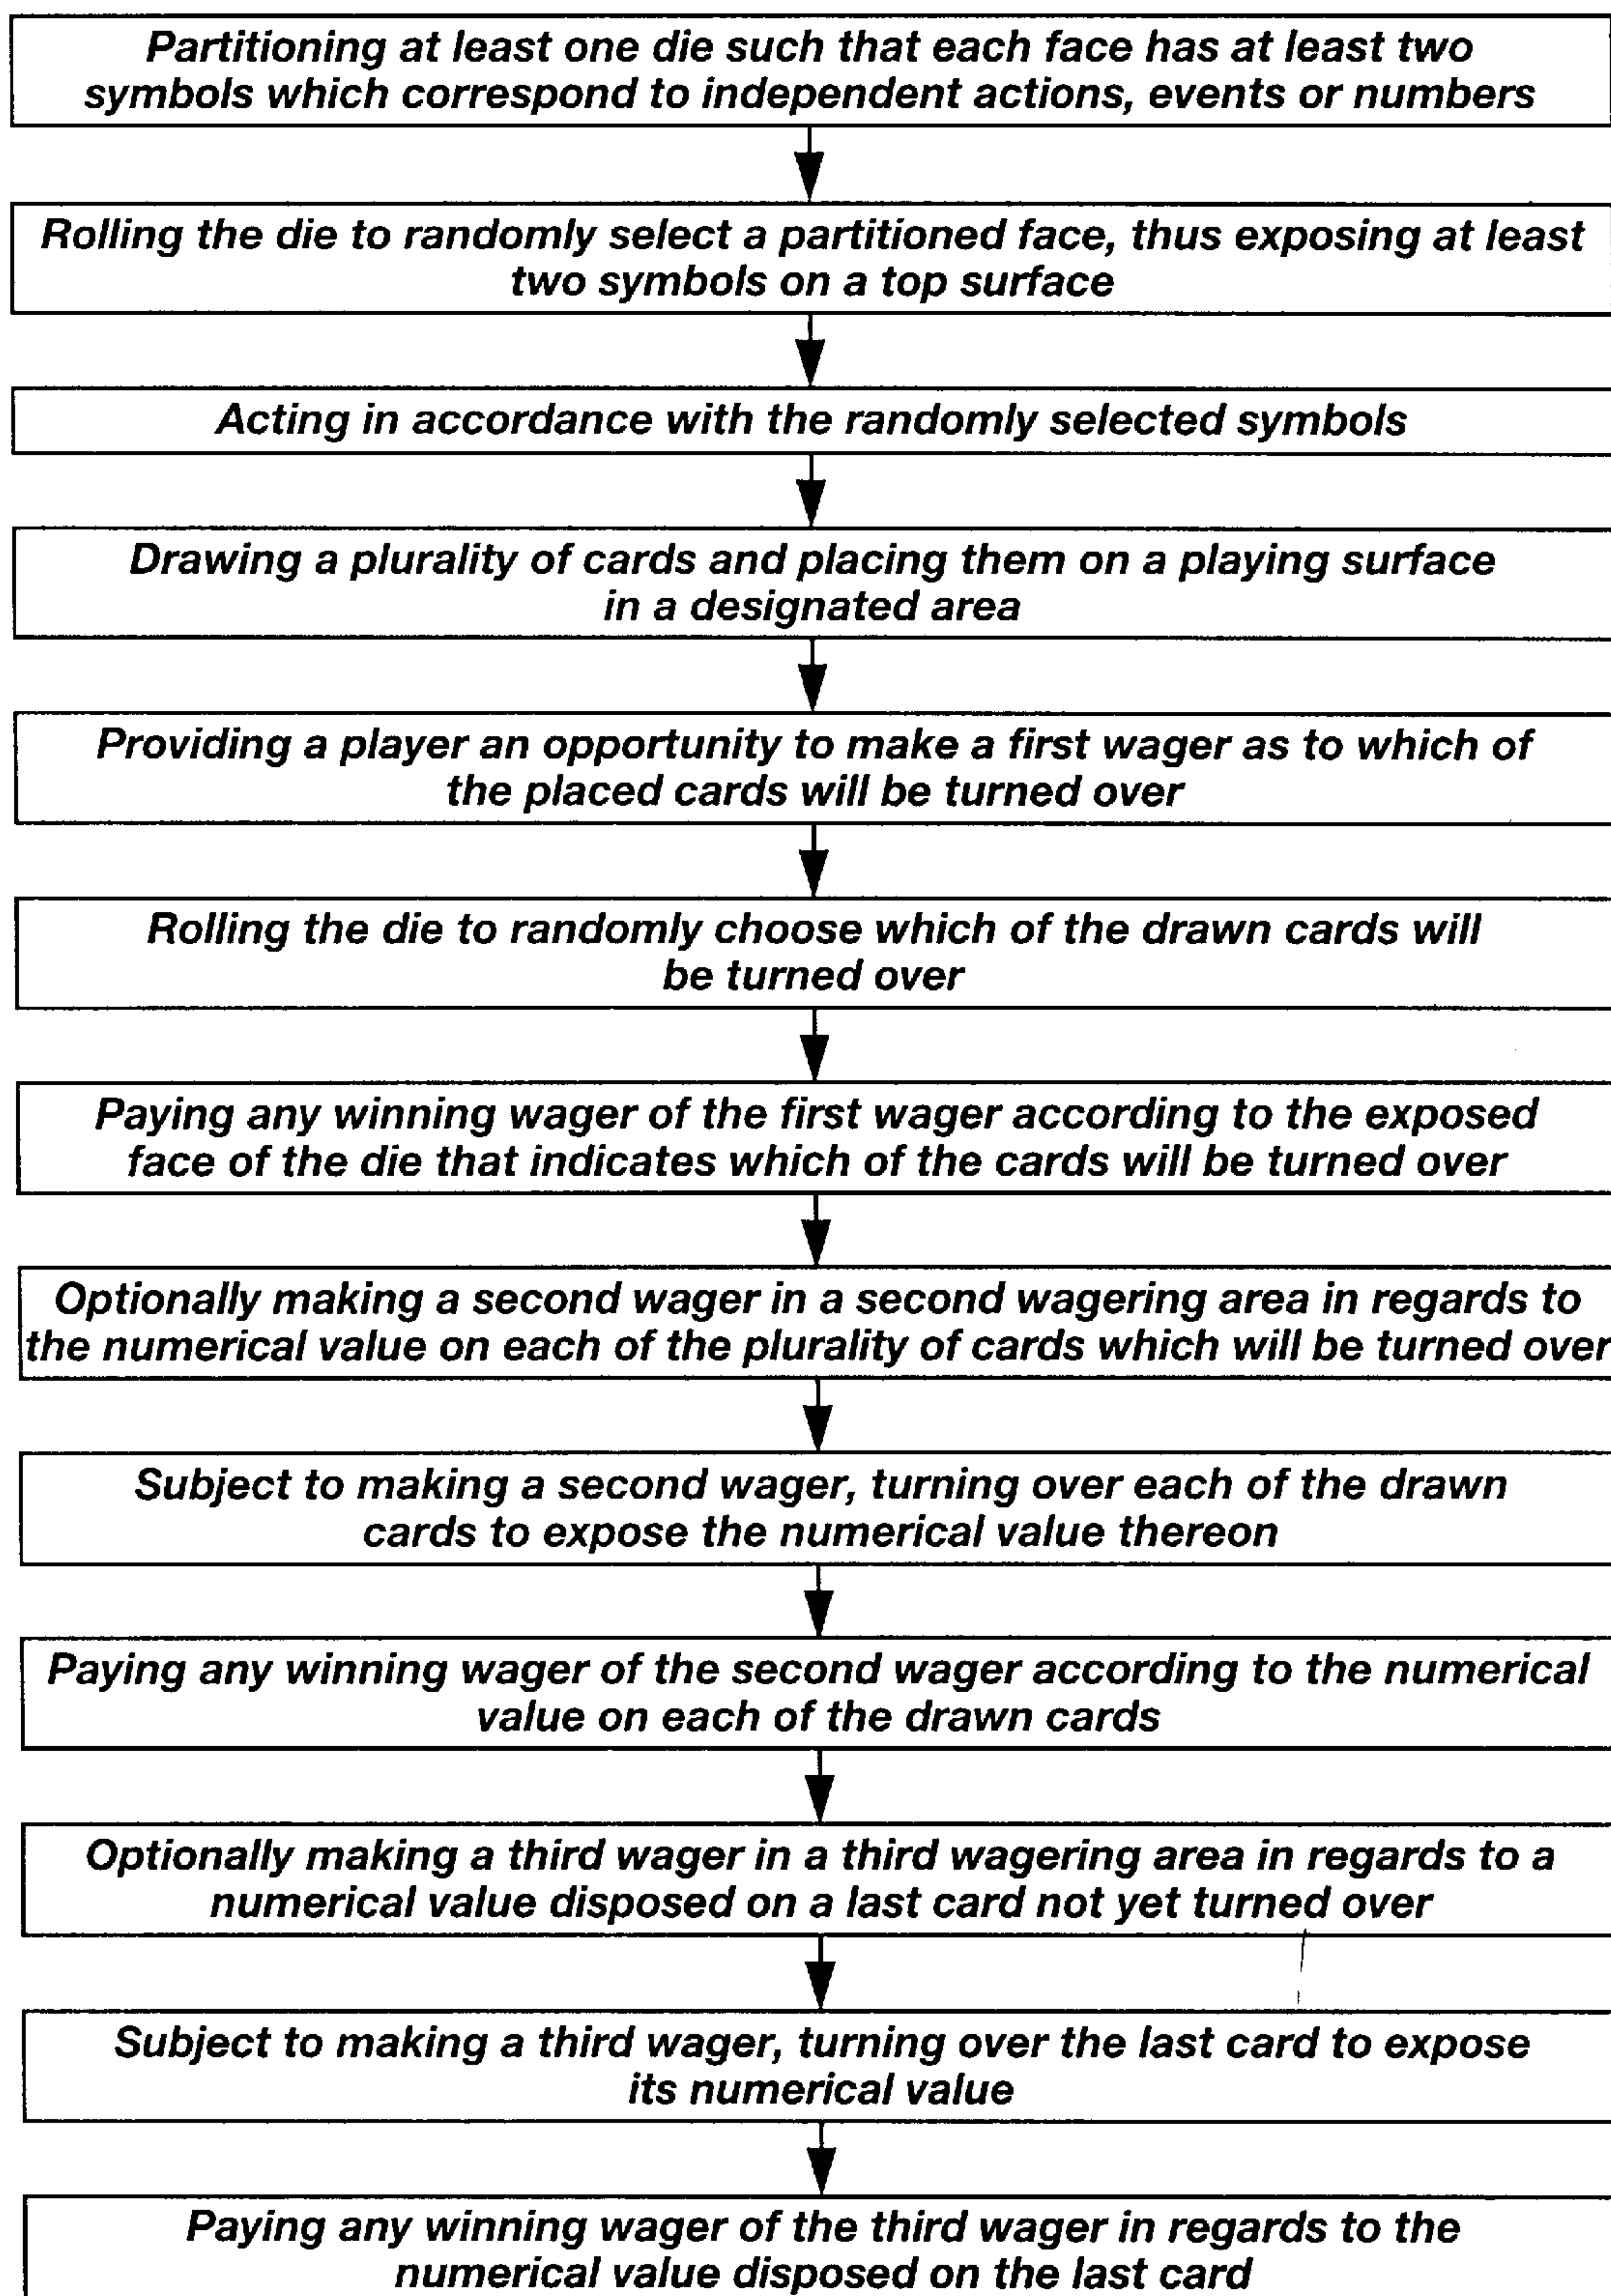 Partitioning at least one die such that each face has at least two
symbols which correspond to independent actions, events or numbers
Rolling the die to randomly select a partitioned face, thus exposing at least
two symbols on a top surface
Acting in accordance with the randomly selected symbols
Drawing a plurality of cards and placing them on a playing surface
in a designated area
Providing a player an opportunity to make a first wager as to which of
the placed cards will be turned over
Rolling the die to randomly choose which of the drawn cards will
be turned over
Paying any winning wager of the first wager according to the exposed
face of the die that indicates which of the cards will be turned over
Optionally making a second wager in a second wagering area in regards to
the numerical value on each of the plurality of cards which will be turned over
Subject to making a second wager, turning over each of the drawn
cards to expose the numerical value thereon
Paying any winning wager of the second wager according to the numerical
value on each of the drawn cards
Optionally making a third wager in a third wagering area in regards to a
numerical value disposed on a last card not yet turned over
Subject to making a third wager, turning over the last card to expose
its numerical value
Paying any winning wager of the third wager in regards to the
numerical value disposed on the last card